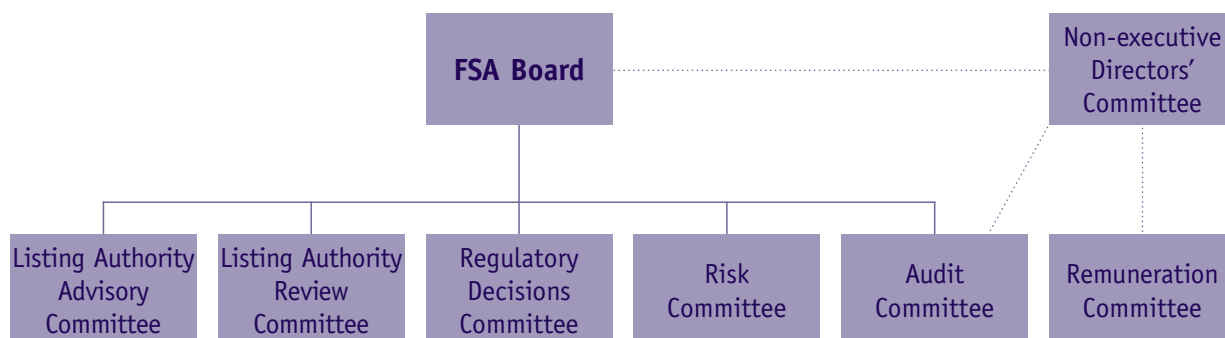 FSA Board
Non-executive
Directors’
Committee
Listing Authority
Advisory
Committee
Listing Authority
Review
Committee
Regulatory
Decisions
Committee
Risk
Committee
Audit
Committee
Remuneration
Committee